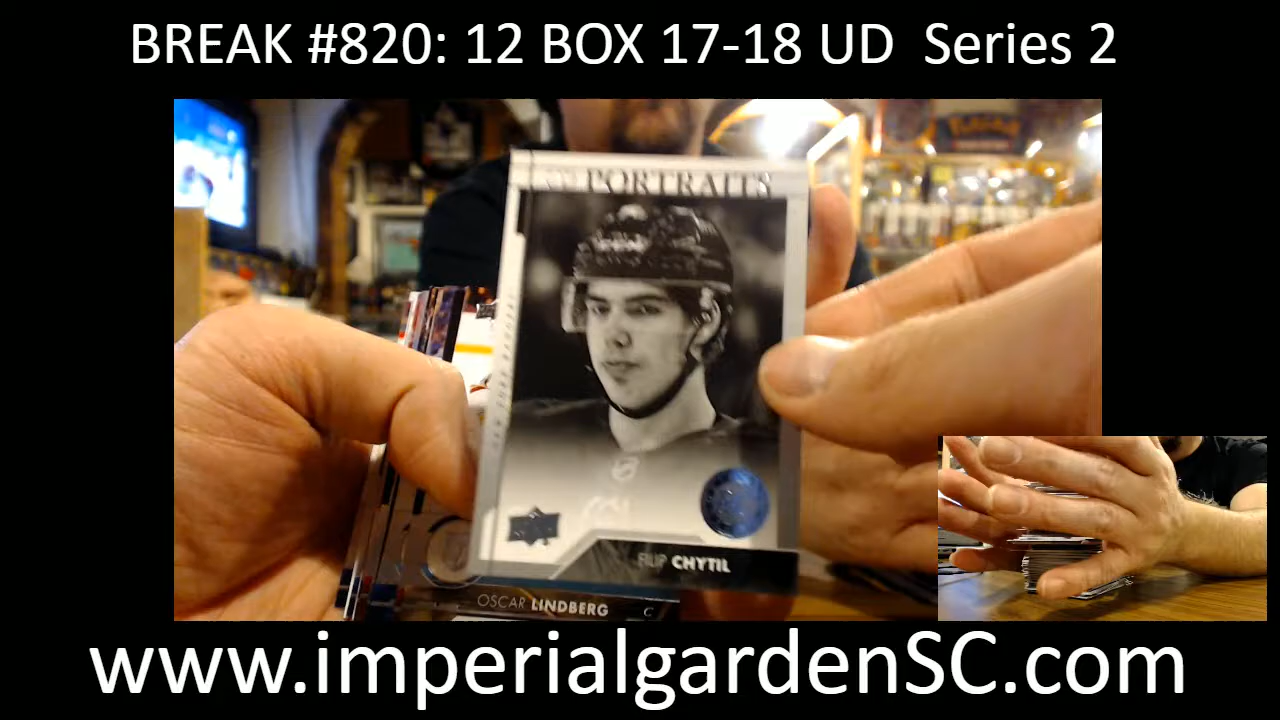 BREAK #820: 12 BOX 17-18 UD Series 2
PORTRAITS
FILIP CHYTIL
OSCAR LINDBERG C
www.imperialgardenSC.com